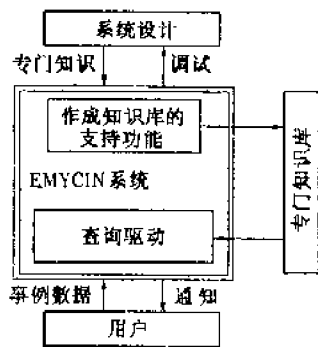 系统设计
专门知识
调试
作成知识库的
支持功能
EMYCIN系统
专门知识库
查询驱动
事例数据
通知
用户